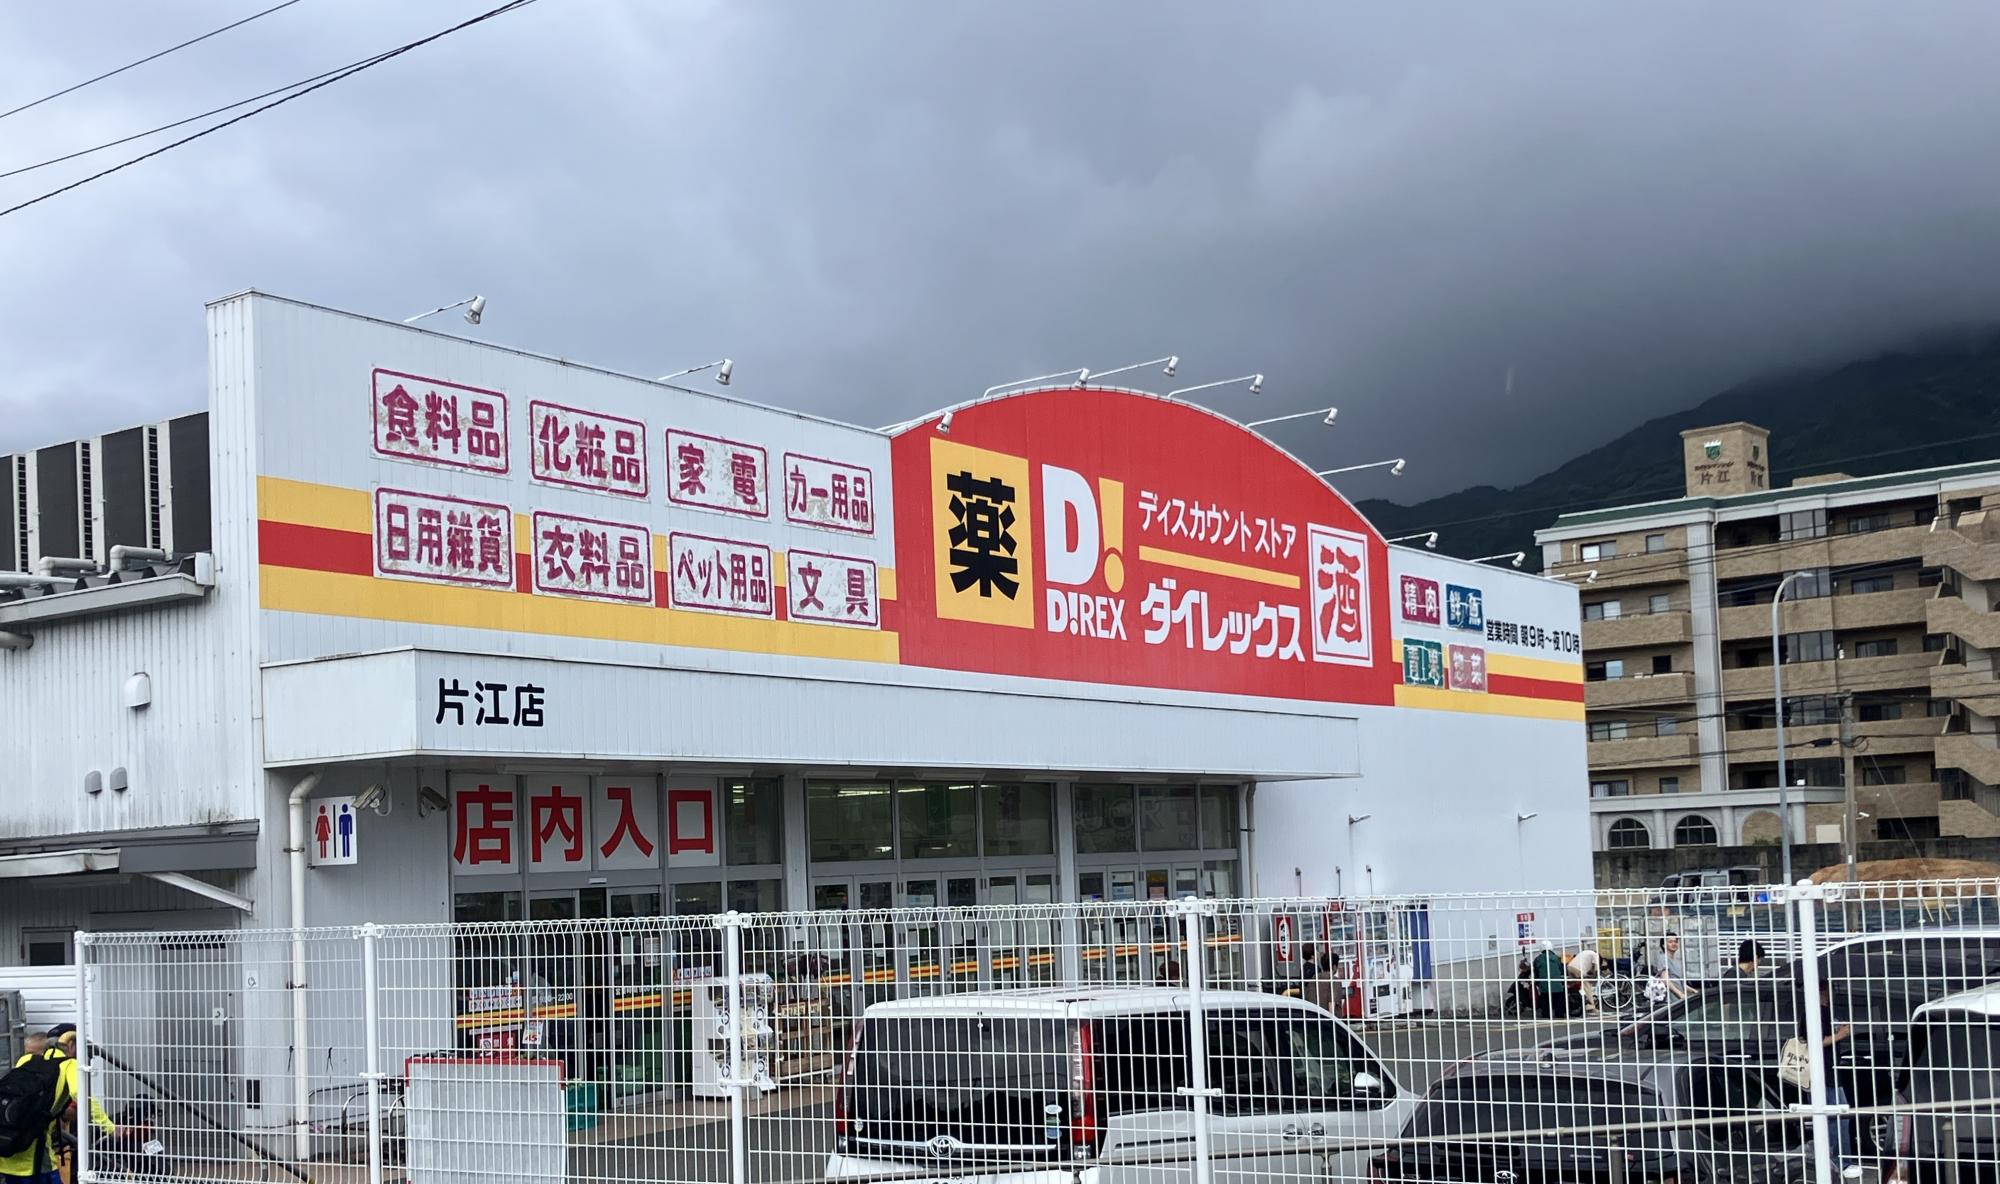 食料品
化粧品
家電
カー用品
日用雑貨
衣料品
ペット用品
文具
薬
D!
D!REX
ディスカウントストア
ダイレックス
酒
精肉
鮮魚
青果
惣菜
営業時間 朝9時〜夜10時
片江店
店内入口
片江